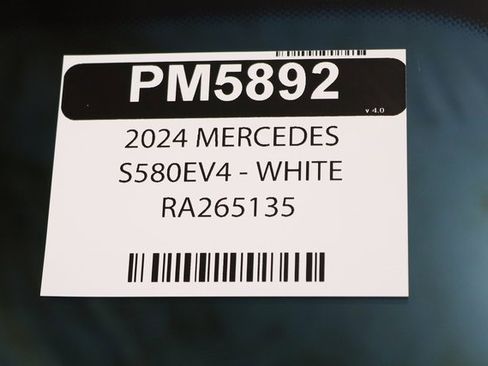 PM5892
v 4.0
2024 MERCEDES
S580EV4 - WHITE
RA265135